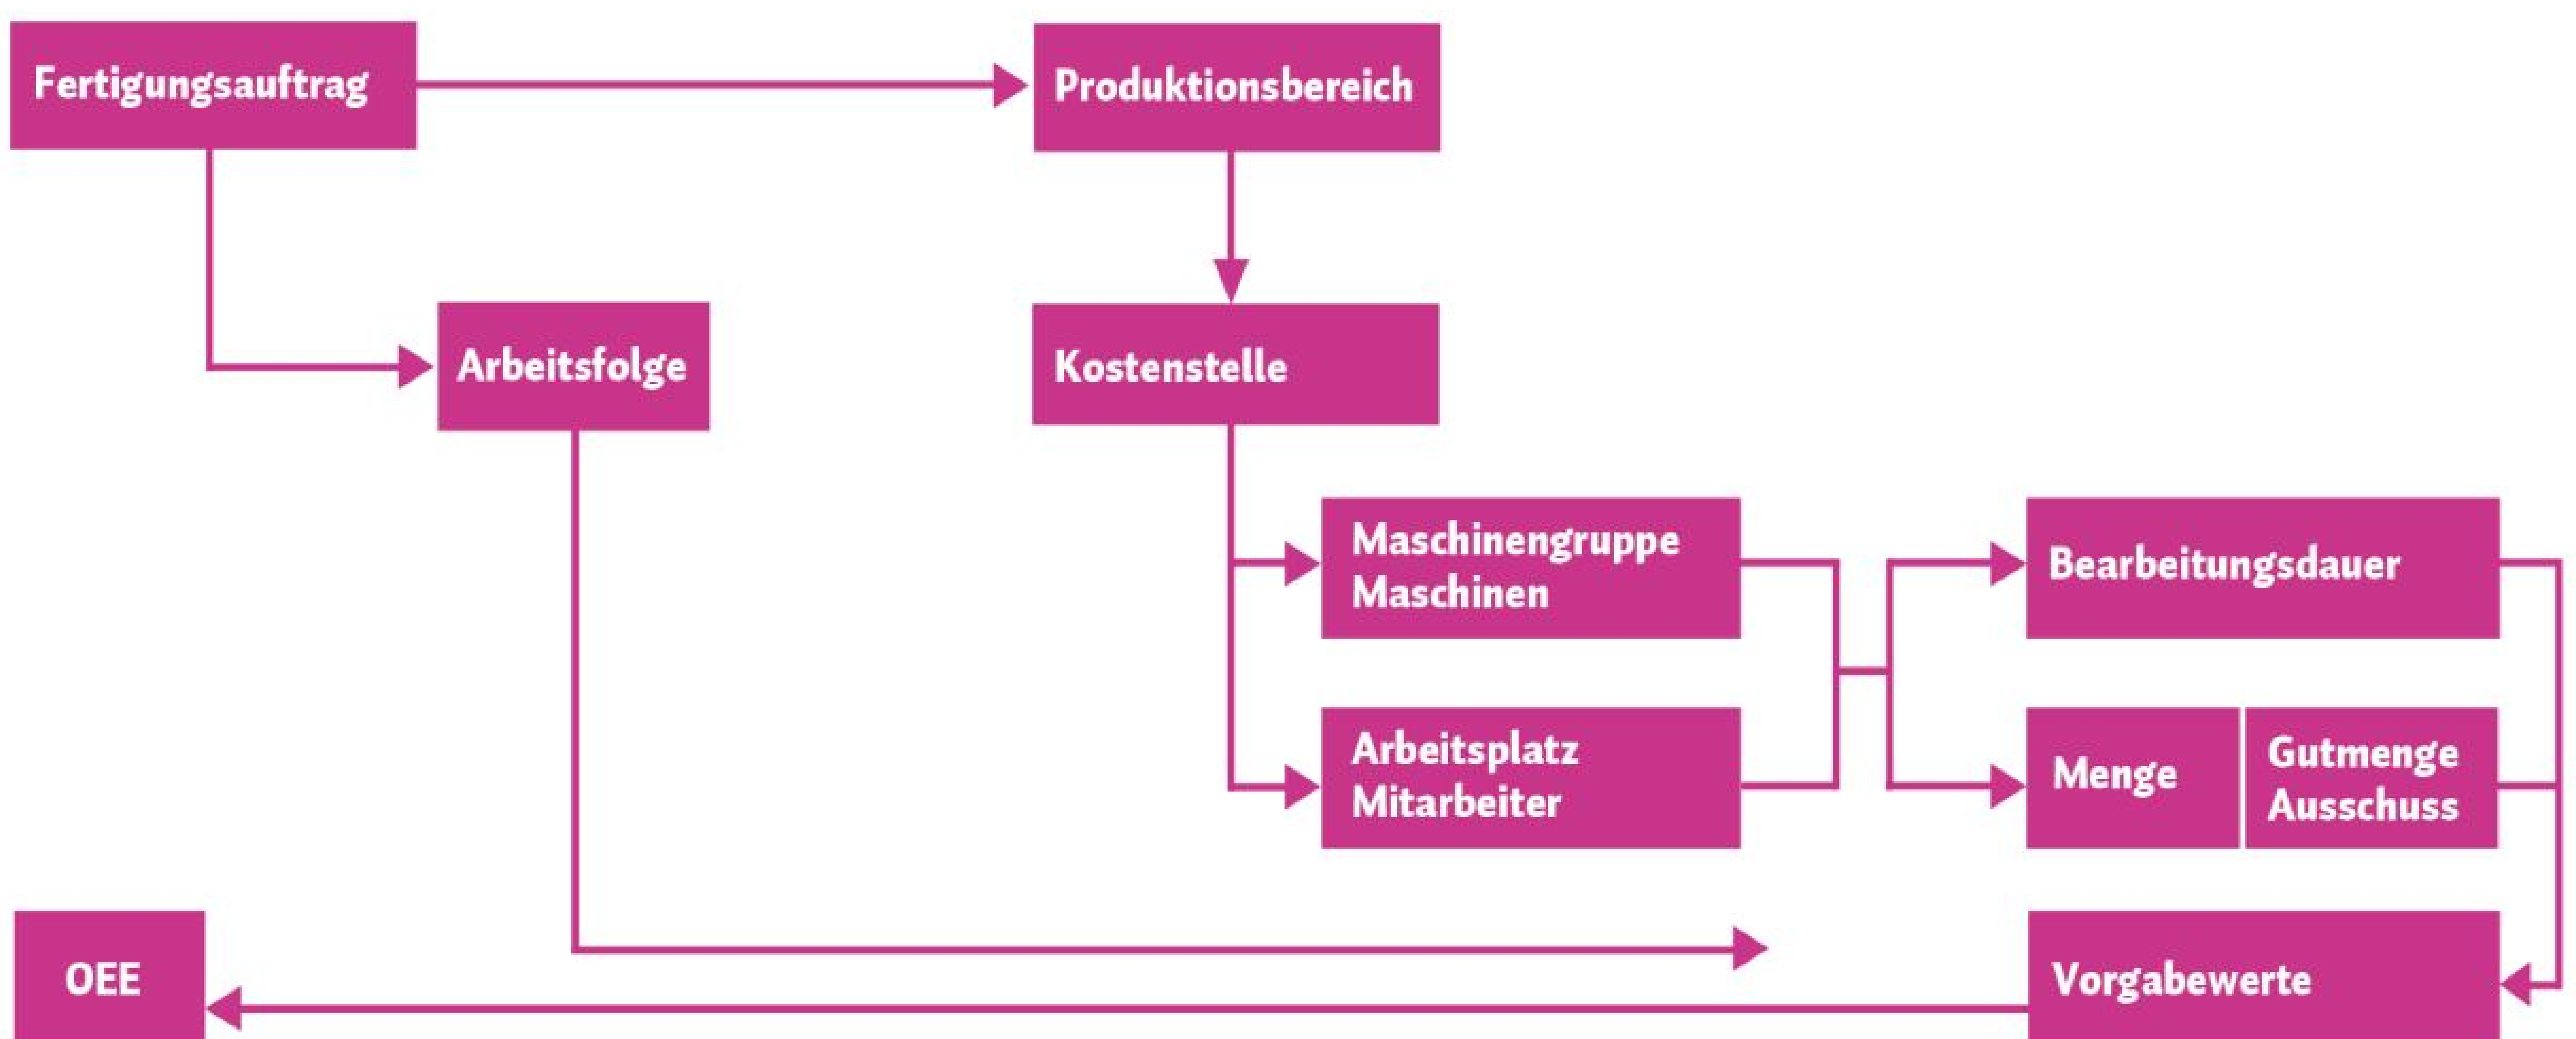 Fertigungsauftrag
Produktionsbereich
Arbeitsfolge
Kostenstelle
Maschinengruppe
Maschinen
Bearbeitungsdauer
Arbeitsplatz
Mitarbeiter
Menge
Gutmenge
Ausschuss
OEE
Vorgabewerte